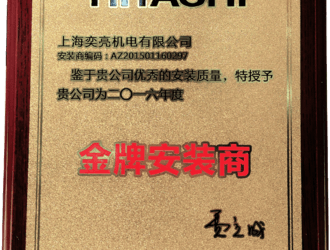 HITACHI
上海奕亮机电有限公司
安装商编码：AZ201501160297
鉴于贵公司优秀的安装质量，特授予
贵公司为二〇一六年度
金牌安装商